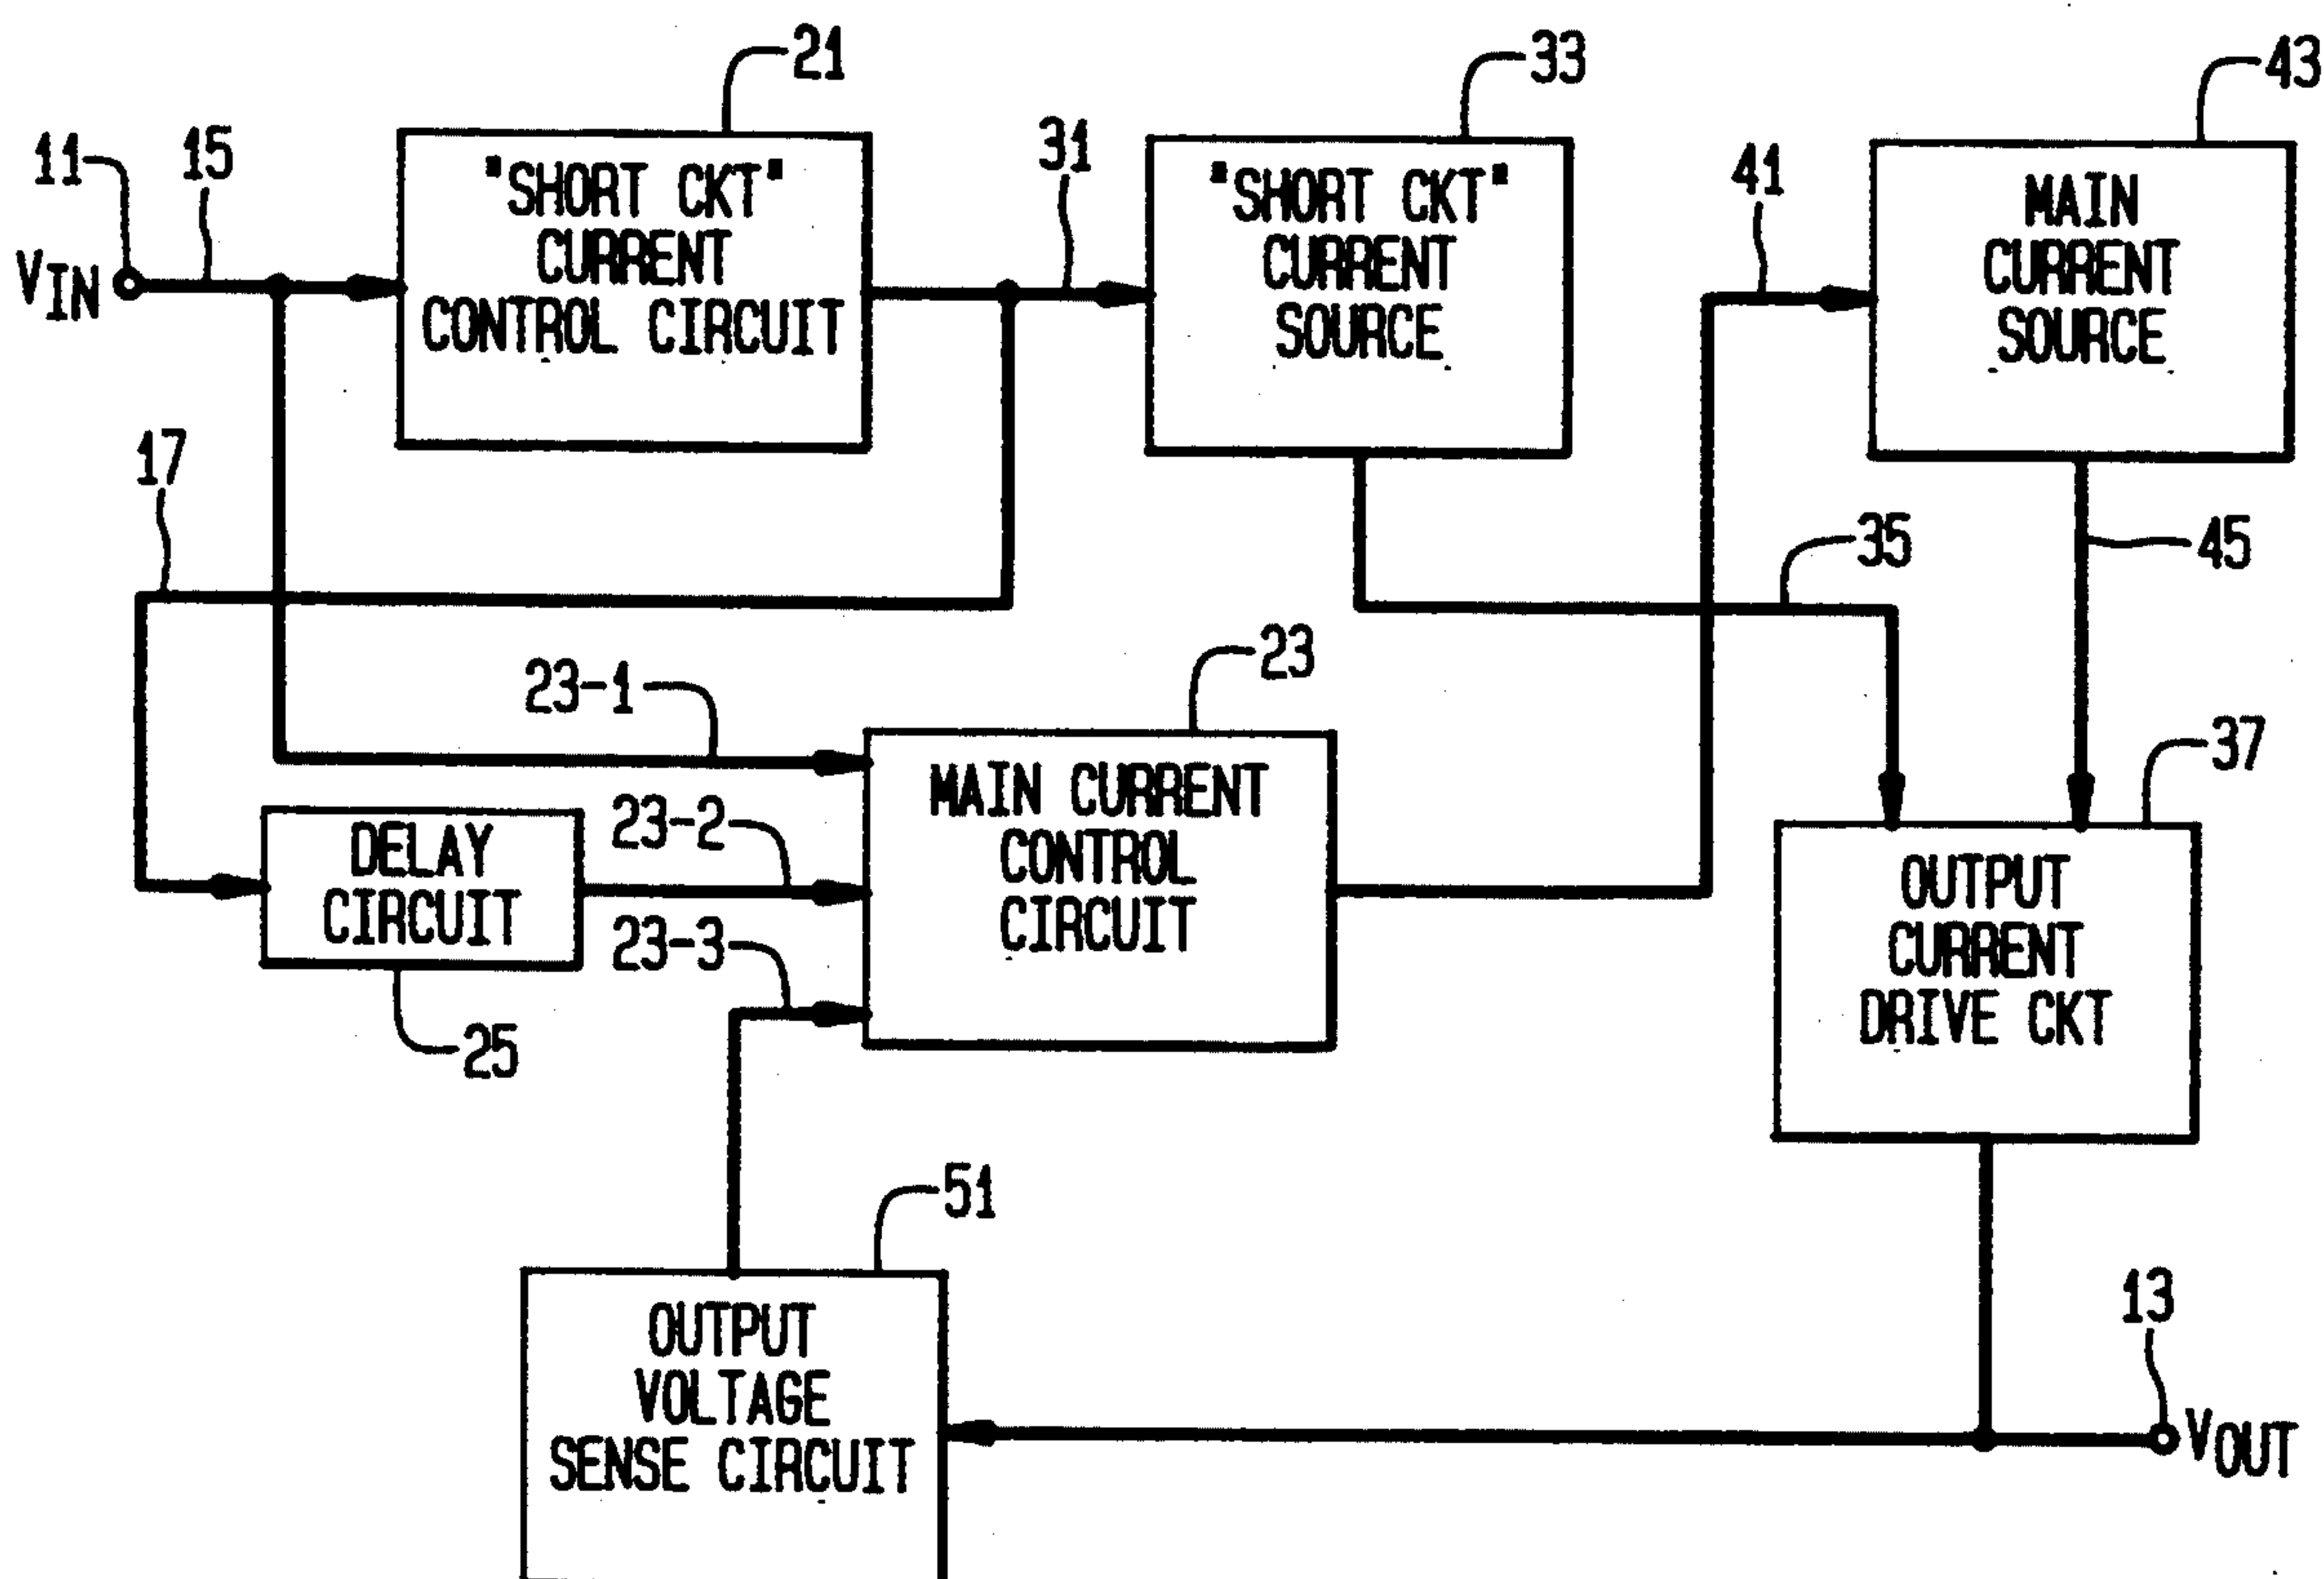 21
33
43
11
15
31
41
"SHORT CKT"
CURRENT
CONTROL CIRCUIT
"SHORT CKT"
CURRENT
SOURCE
MAIN
CURRENT
SOURCE
VIN
17
35
45
23-1
23
37
23-2
23-3
DELAY
CIRCUIT
MAIN CURRENT
CONTROL
CIRCUIT
OUTPUT
CURRENT
DRIVE CKT
25
51
13
OUTPUT
VOLTAGE
SENSE CIRCUIT
VOUT